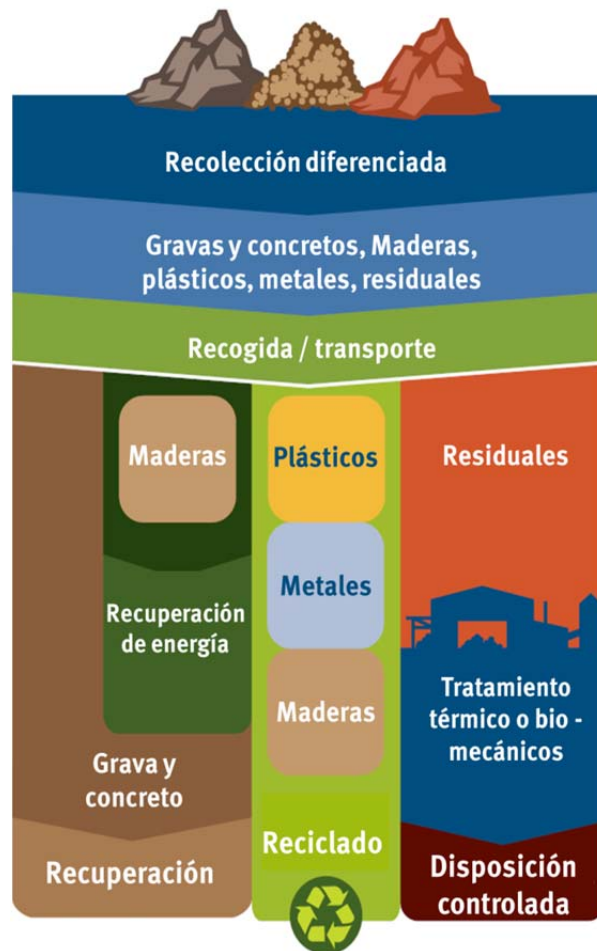 Recolección diferenciada
Gravas y concretos, Maderas,
plásticos, metales, residuales
Recogida / transporte
Maderas
Recuperación
de energía
Grava y
concreto
Recuperación
Plásticos
Metales
Maderas
Reciclado
Residuales
Tratamiento
térmico o bio -
mecánicos
Disposición
controlada